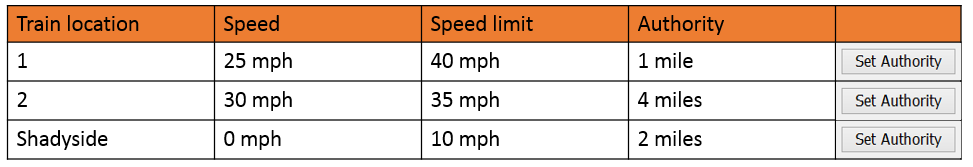 Train location Speed Speed limit Authority
1 25 mph 40 mph 1 mile Set Authority
2 30 mph 35 mph 4 miles Set Authority
Shadyside 0 mph 10 mph 2 miles Set Authority